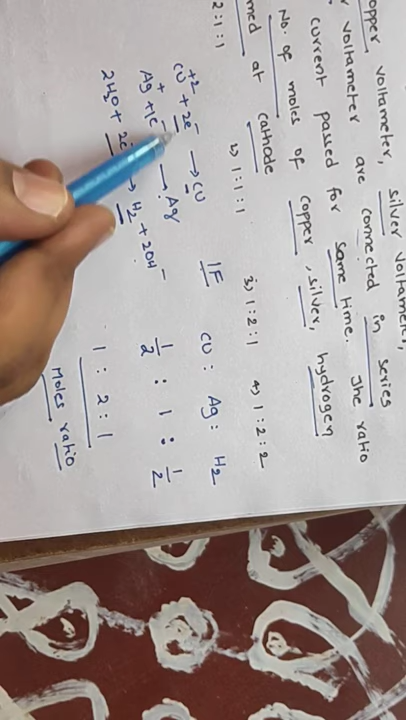 opper voltameter, silver voltameter,
voltameter are connected in series
current passed for same time. The ratio
No. of moles of copper, silver, hydrogen
med at cathode
2:1:1 2) 1:1:1 3) 1:2:1 4) 1:2:2
Cu+2 + 2e- → Cu
Ag+ + 1e- → Ag
2H2O + 2e- → H2 + 2OH-
1F
Cu : Ag : H2
1/2 : 1 : 1/2
1 : 2 : 1
Moles ratio